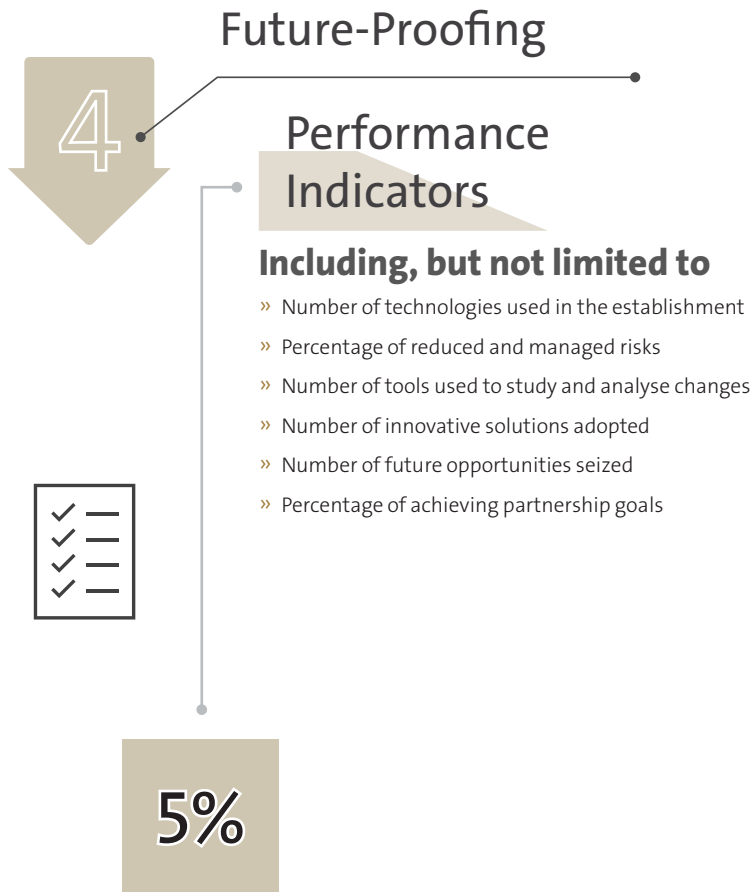 Future-Proofing
4
Performance
Indicators
Including, but not limited to
» Number of technologies used in the establishment
» Percentage of reduced and managed risks
» Number of tools used to study and analyse changes
» Number of innovative solutions adopted
» Number of future opportunities seized
» Percentage of achieving partnership goals
5%